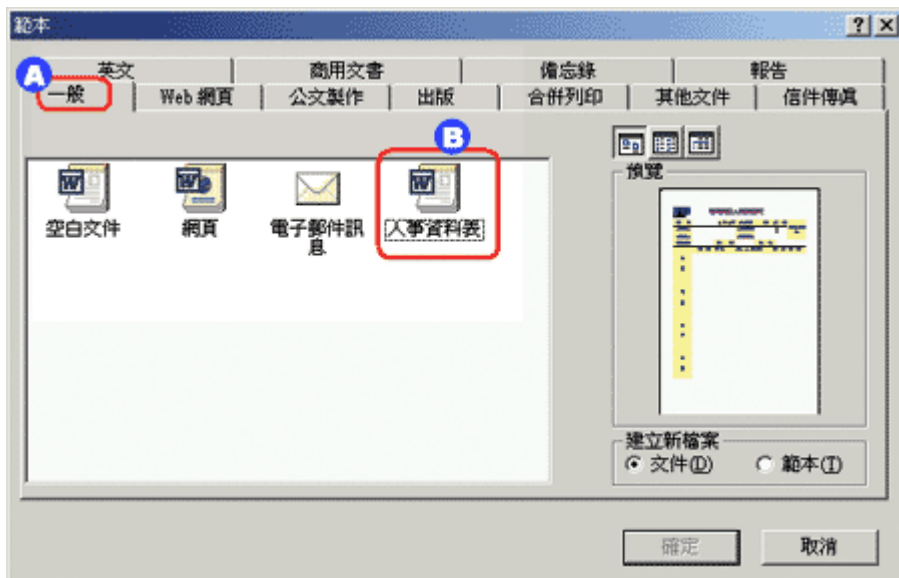 範本
英文 商用文書 備忘錄 報告
A
一般 Web 網頁 公文製作 出版 合併列印 其他文件 信件傳真
B
預覽
空白文件 網頁 電子郵件訊 人事資料表
息
建立新檔案
文件(D) 範本(T)
確定 取消